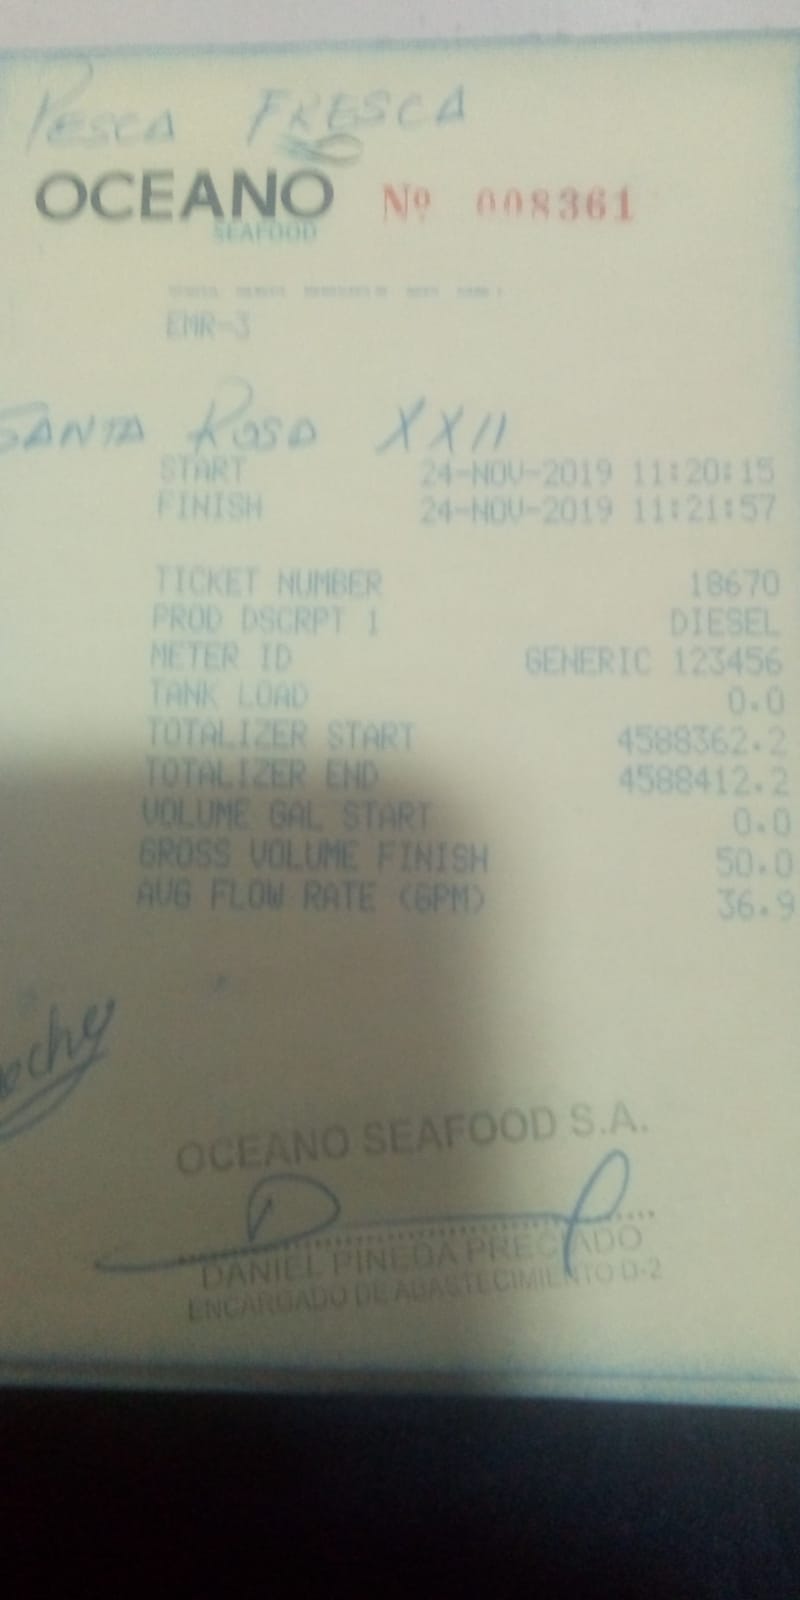 PESCA FRESCA
OCEANO Nº 008361
SEAFOOD
EMR-3
SANTA ROSA XXII
START 24-NOV-2019 11:20:15
FINISH 24-NOV-2019 11:21:57
TICKET NUMBER 18670
PROD DSCRPT 1 DIESEL
METER ID GENERIC 123456
TANK LOAD 0.0
TOTALIZER START 4588362.2
TOTALIZER END 4588412.2
VOLUME GAL START 0.0
GROSS VOLUME FINISH 50.0
AVG FLOW RATE (GPM) 36.9
OCEANO SEAFOOD S.A.
DANIEL PINEDA PRECIADO
ENCARGADO DE ABASTECIMIENTO D-2